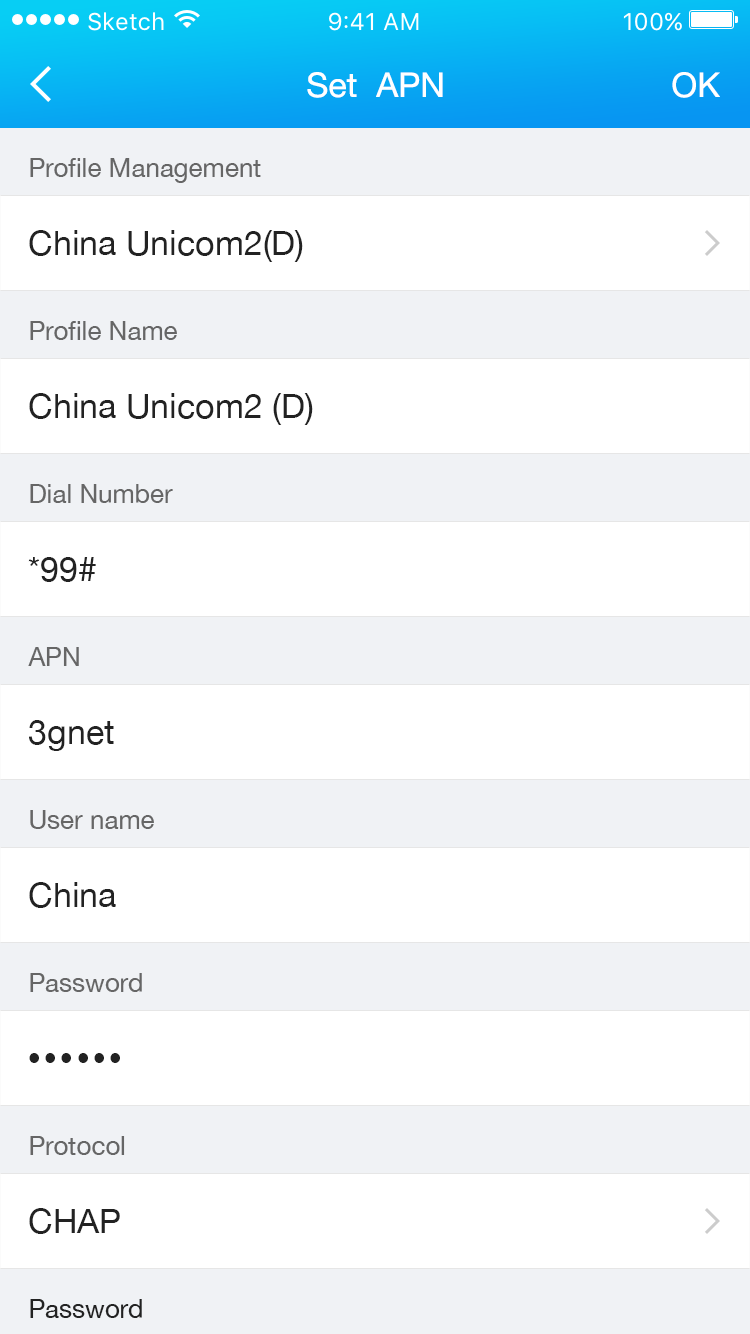 Sketch 9:41 AM 100%
Set APN OK
Profile Management
China Unicom2(D)
Profile Name
China Unicom2 (D)
Dial Number
*99#
APN
3gnet
User name
China
Password
••••••
Protocol
CHAP
Password